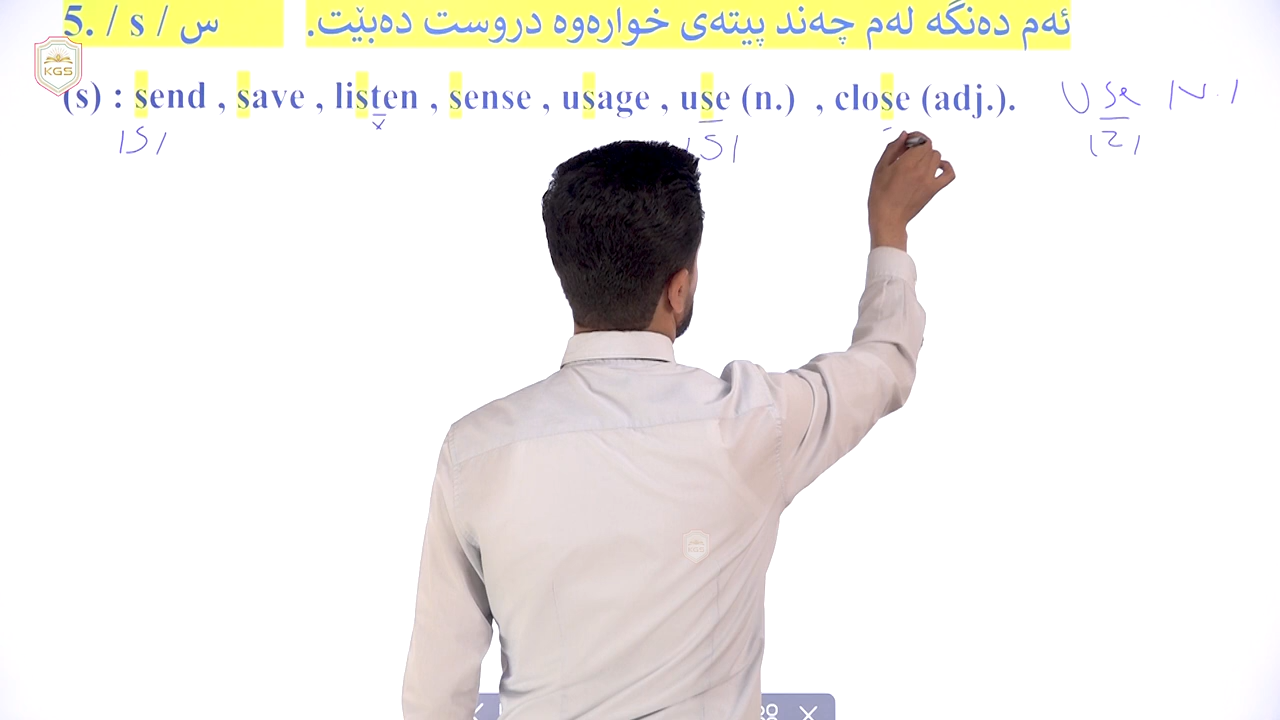 5. / s / س ئەم دەنگە لەم چەند پیتەی خوارەوە دروست دەبێت.
KGS
(s) : send , save , listen , sense , usage , use (n.) , close (adj.).
Use /v./
/s/ x /s/ /z/
KGS